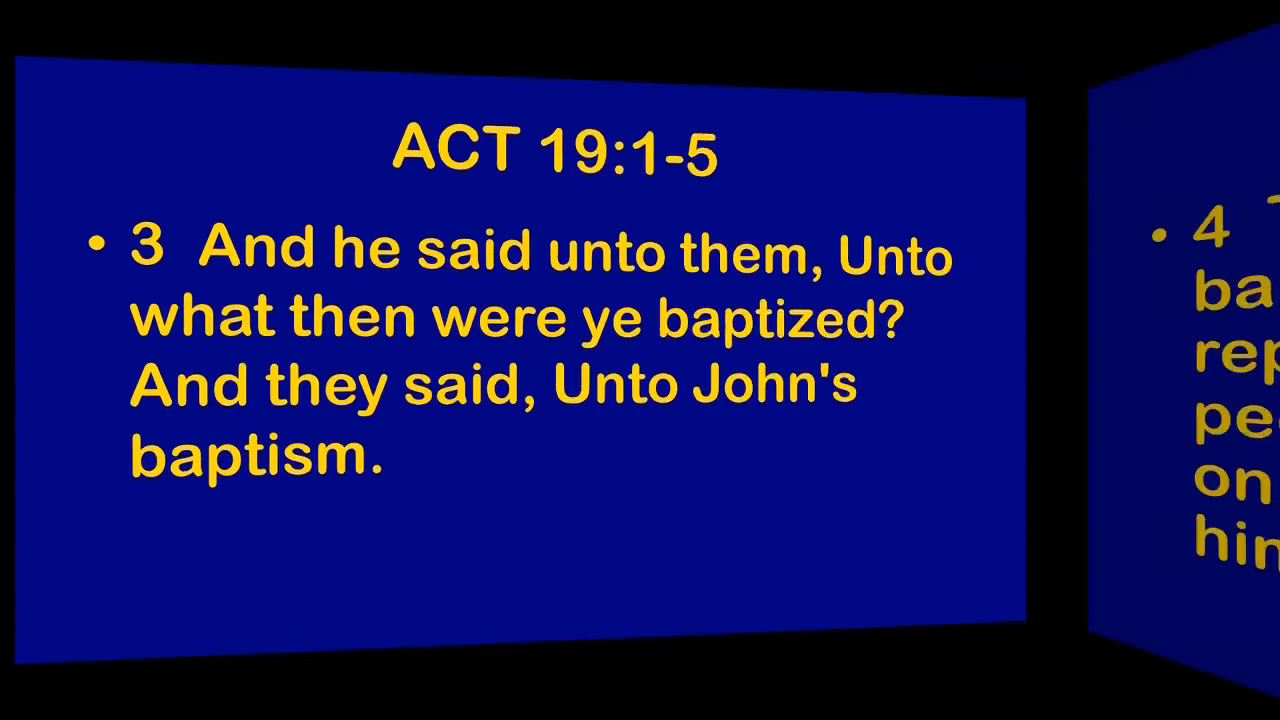 ACT 19:1-5
• 3 And he said unto them, Unto
what then were ye baptized?
And they said, Unto John's
baptism.
• 4
on